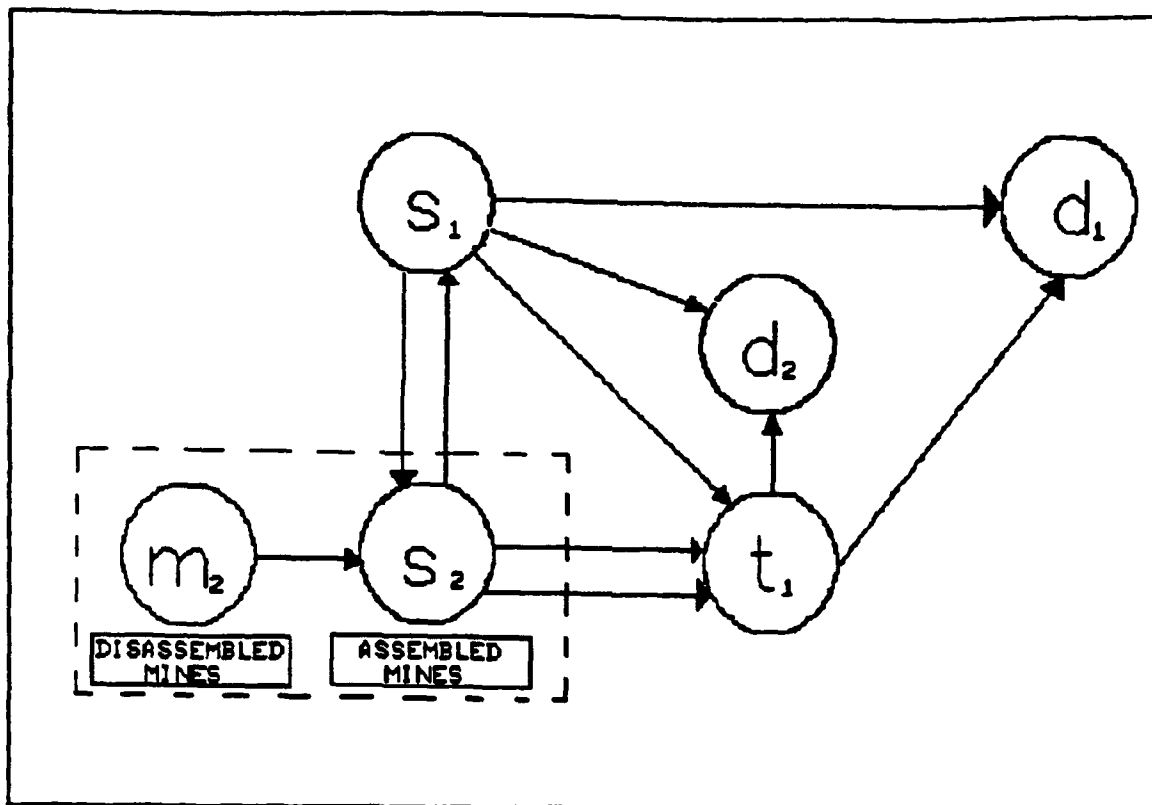 s₁
d₁
d₂
m₂
s₂
t₁
DISASSEMBLED
MINES
ASSEMBLED
MINES